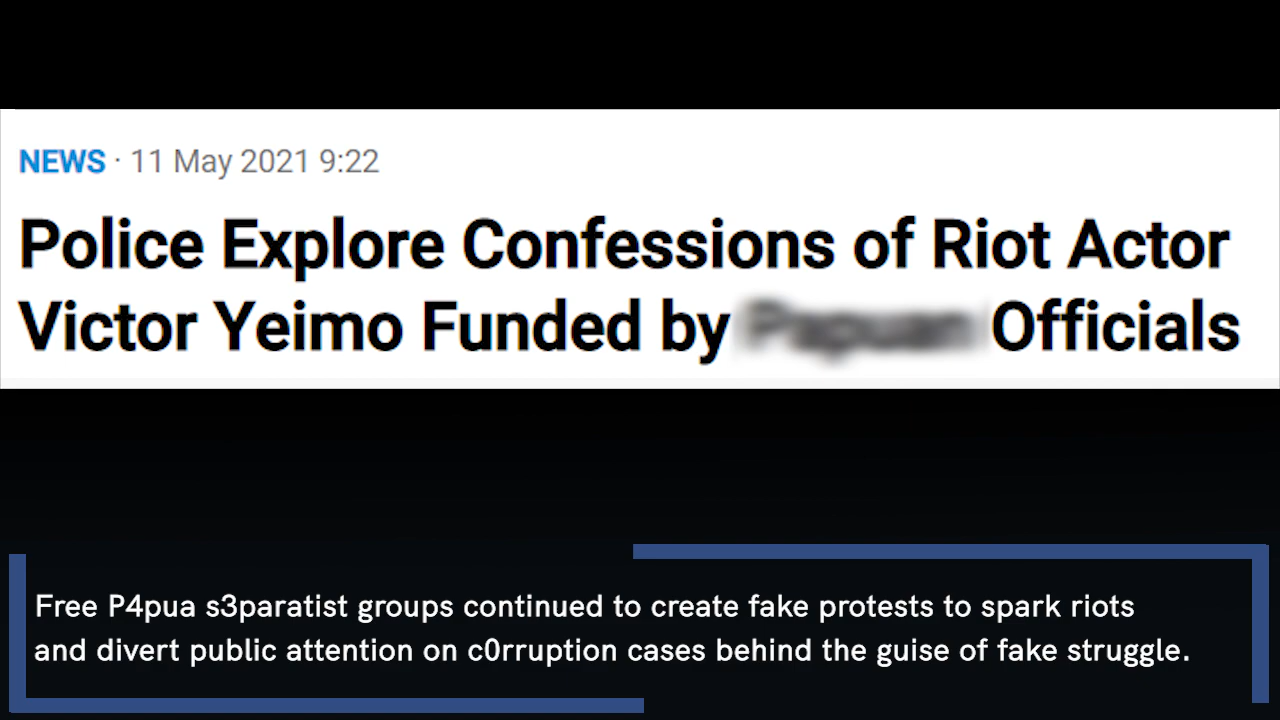 NEWS · 11 May 2021 9:22
Police Explore Confessions of Riot Actor
Victor Yeimo Funded by Papuan Officials
Free P4pua s3paratist groups continued to create fake protests to spark riots
and divert public attention on c0rruption cases behind the guise of fake struggle.